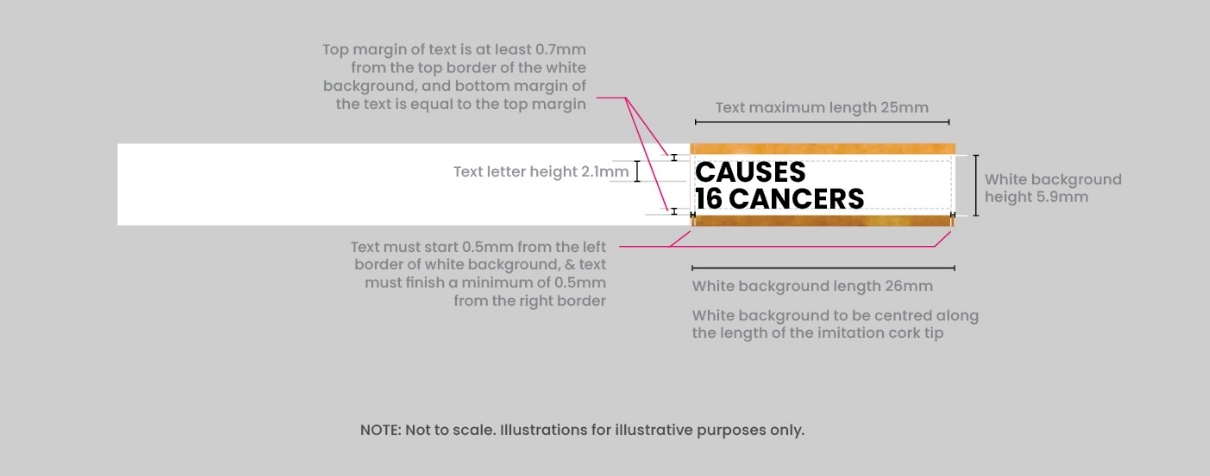 Top margin of text is at least 0.7mm
from the top border of the white
background, and bottom margin of
the text is equal to the top margin
Text maximum length 25mm
Text letter height 2.1mm
CAUSES
16 CANCERS
White background
height 5.9mm
Text must start 0.5mm from the left
border of white background, & text
must finish a minimum of 0.5mm
from the right border
White background length 26mm
White background to be centred along
the length of the imitation cork tip
NOTE: Not to scale. Illustrations for illustrative purposes only.